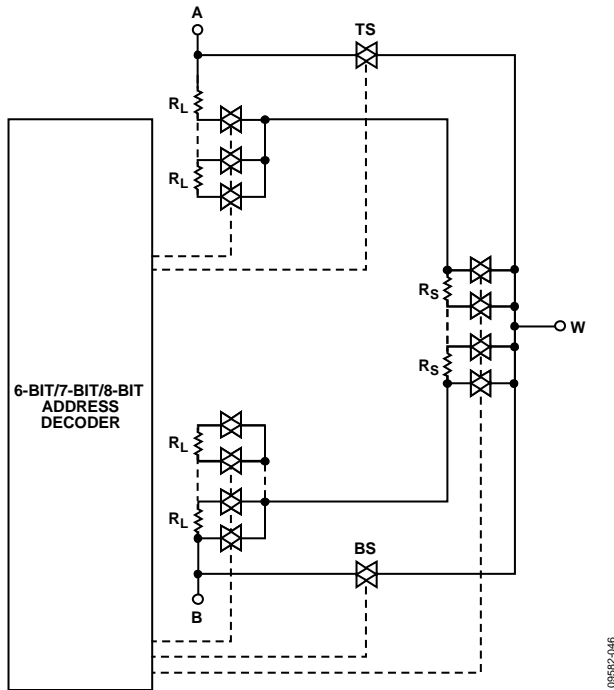 A
TS
RL
RL
RS
W
RS
6-BIT/7-BIT/8-BIT
ADDRESS
DECODER
RL
RL
BS
B
09582-046